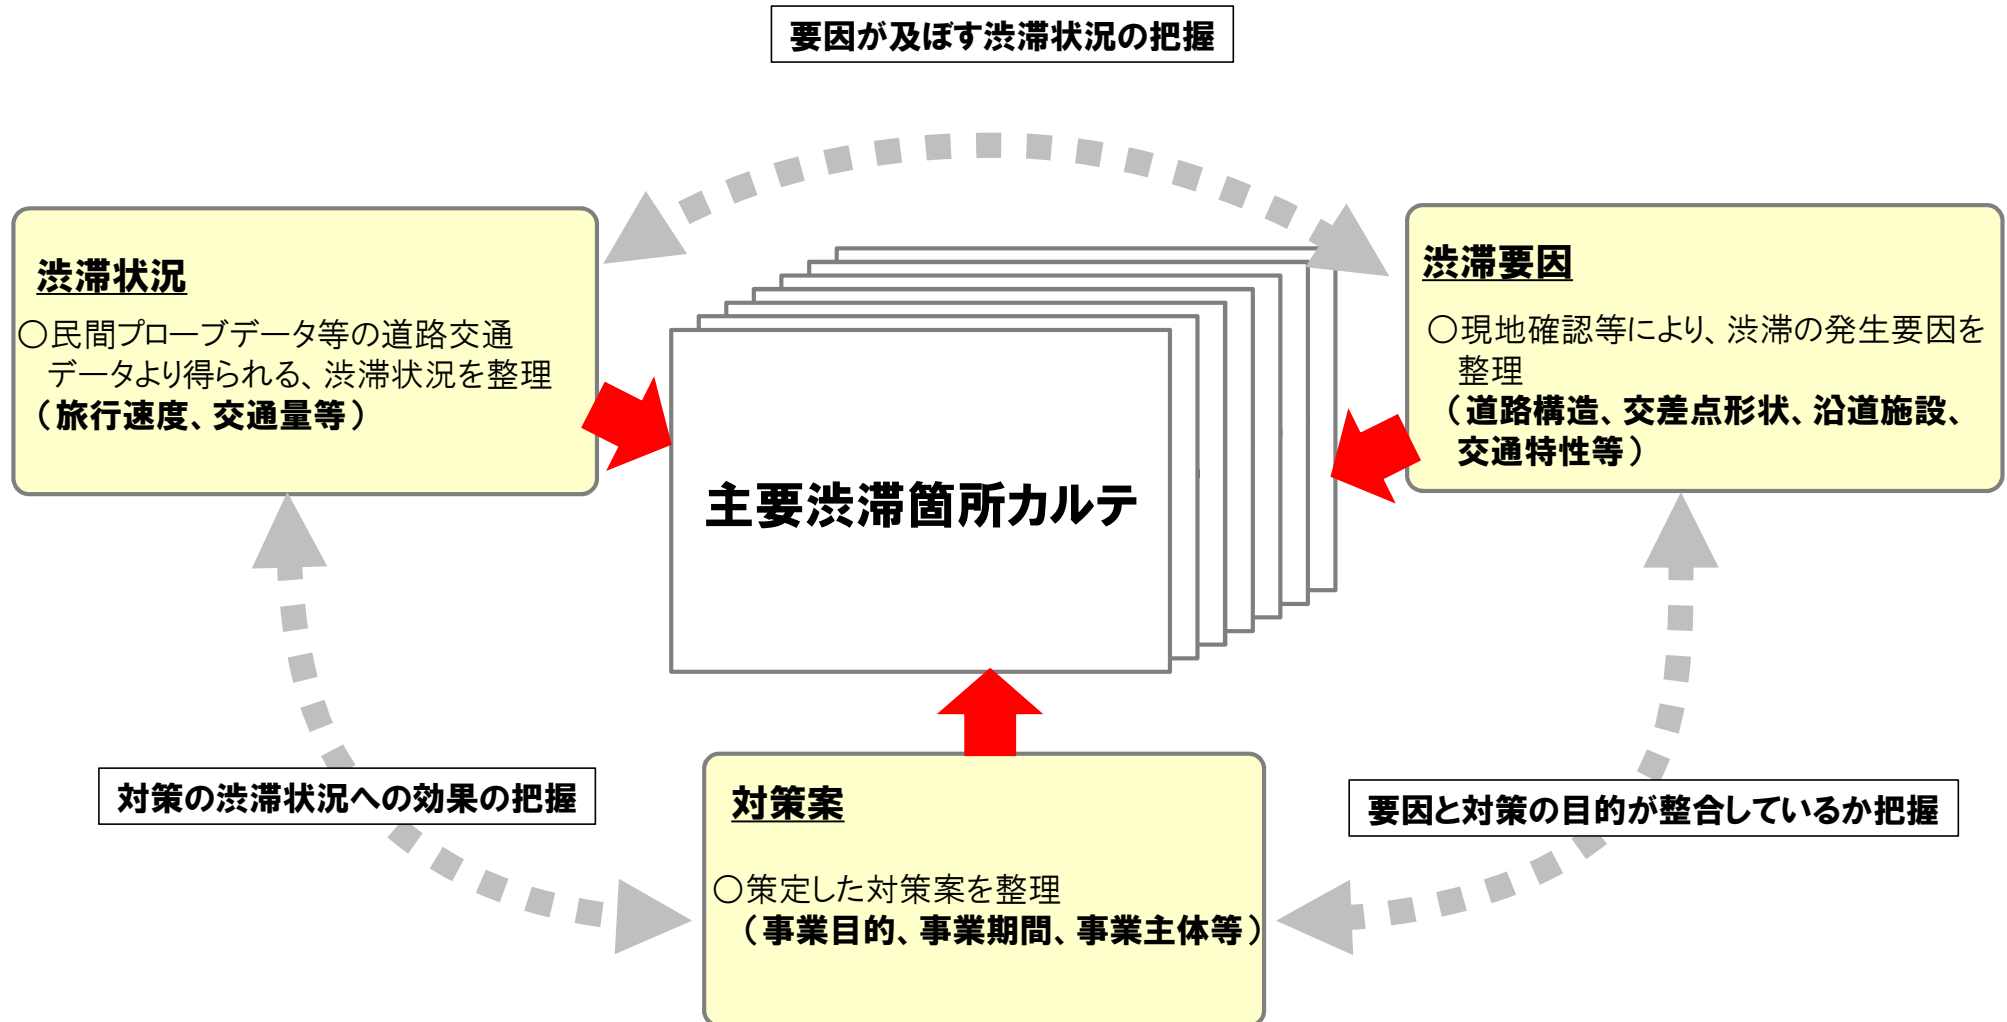 要因が及ぼす渋滞状況の把握
渋滞状況
○民間プローブデータ等の道路交通
データより得られる、渋滞状況を整理
（旅行速度、交通量等）
渋滞要因
○現地確認等により、渋滞の発生要因を
整理
（道路構造、交差点形状、沿道施設、
交通特性等）
主要渋滞箇所カルテ
対策の渋滞状況への効果の把握
対策案
○策定した対策案を整理
（事業目的、事業期間、事業主体等）
要因と対策の目的が整合しているか把握